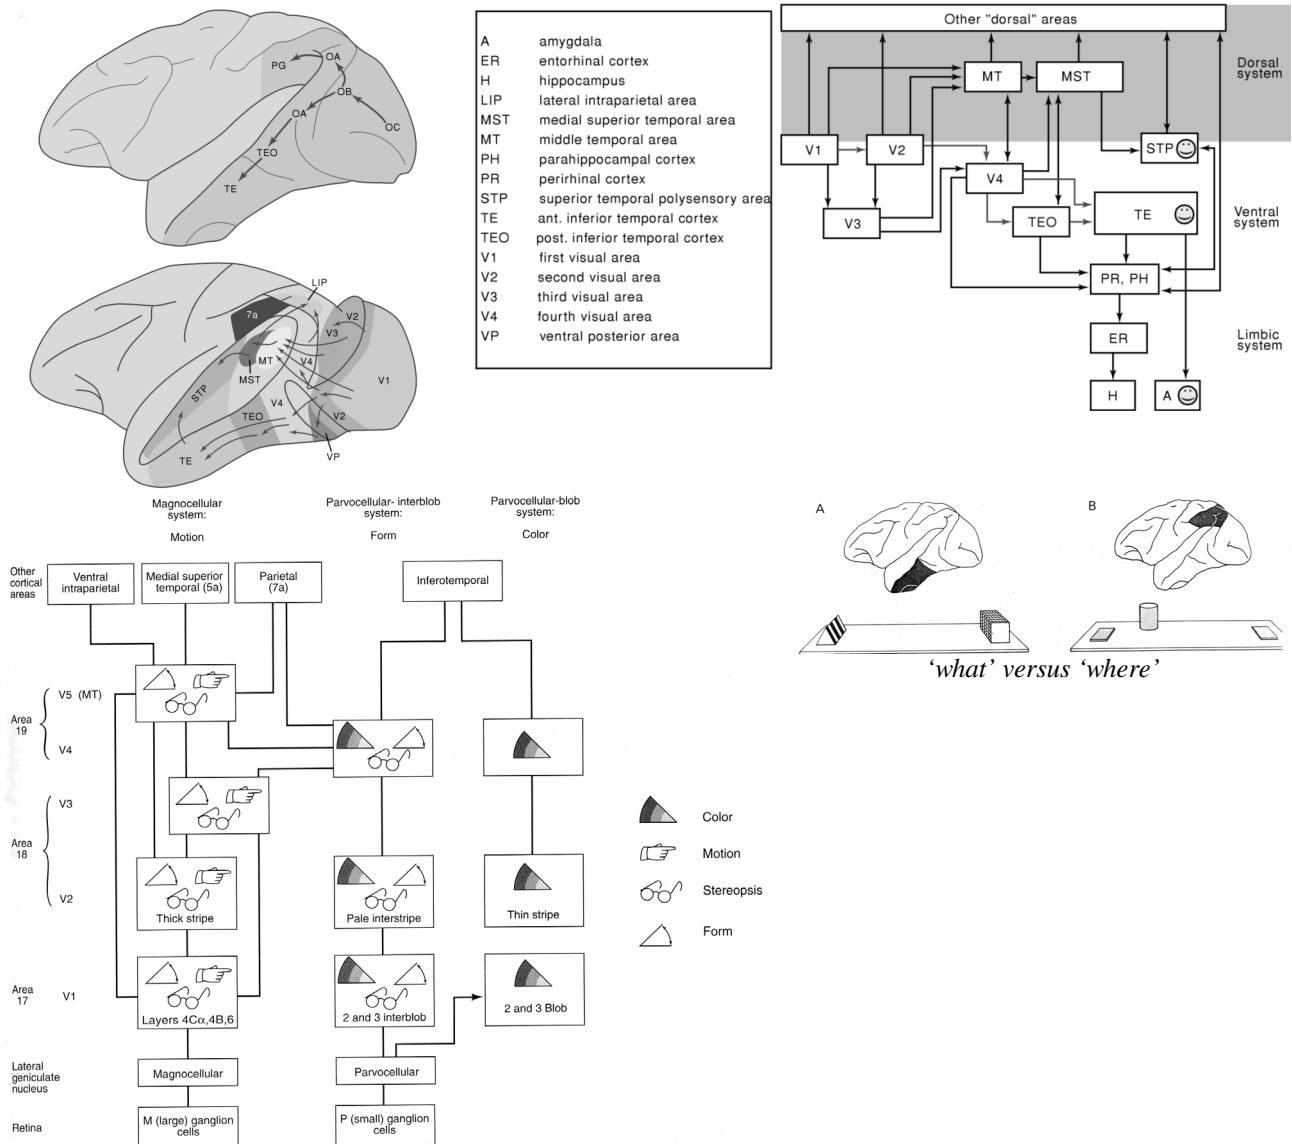 PG
OA
OB
OA
OC
TEO
TE
LIP
7a
V2
V3
MT
V4
MST
V1
STP
V4
TEO
V2
TE
VP
A amygdala
ER entorhinal cortex
H hippocampus
LIP lateral intraparietal area
MST medial superior temporal area
MT middle temporal area
PH parahippocampal cortex
PR perirhinal cortex
STP superior temporal polysensory area
TE ant. inferior temporal cortex
TEO post. inferior temporal cortex
V1 first visual area
V2 second visual area
V3 third visual area
V4 fourth visual area
VP ventral posterior area
Other "dorsal" areas
Dorsal
system
MT
MST
V1
V2
STP
V4
V3
TEO
TE
Ventral
system
PR, PH
ER
Limbic
system
H
A
Magnocellular
system:
Motion
Parvocellular- interblob
system:
Form
Parvocellular-blob
system:
Color
Other
cortical
areas
Ventral
intraparietal
Medial superior
temporal (5a)
Parietal
(7a)
Inferotemporal
Area
19
V5 (MT)
V4
Area
18
V3
V2
Thick stripe
Pale interstripe
Thin stripe
Area
17
V1
Layers 4Cα,4B,6
2 and 3 interblob
2 and 3 Blob
Lateral
geniculate
nucleus
Magnocellular
Parvocellular
Retina
M (large) ganglion
cells
P (small) ganglion
cells
Color
Motion
Stereopsis
Form
A
B
‘what’ versus ‘where’